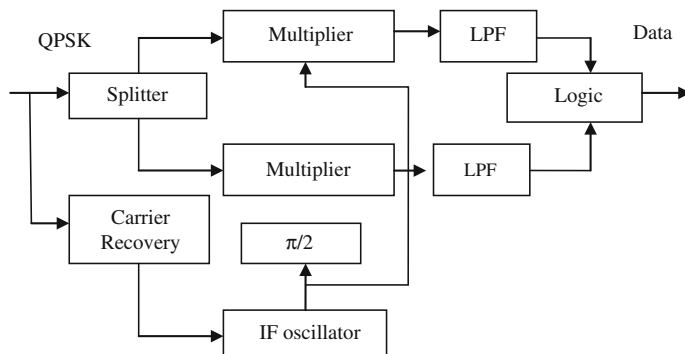 QPSK
Multiplier
LPF
Data
Splitter
Logic
Multiplier
LPF
Carrier
Recovery
π/2
IF oscillator